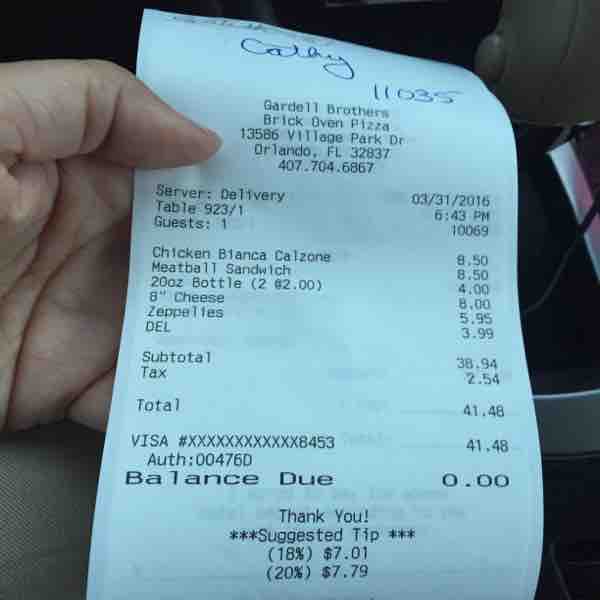 Cathy
11035
Gardell Brothers
Brick Oven Pizza
13586 Village Park Dr
Orlando, FL 32837
407.704.6867
Server: Delivery 03/31/2016
Table 923/1 6:43 PM
Guests: 1 10069
Chicken Bianca Calzone 8.50
Meatball Sandwich 8.50
20oz Bottle (2 @2.00) 4.00
8" Cheese 8.00
Zeppelies 5.95
DEL 3.99
Subtotal 38.94
Tax 2.54
Total 41.48
VISA #XXXXXXXXXXXX8453 41.48
Auth:00476D
Balance Due 0.00
Thank You!
***Suggested Tip ***
(18%) $7.01
(20%) $7.79